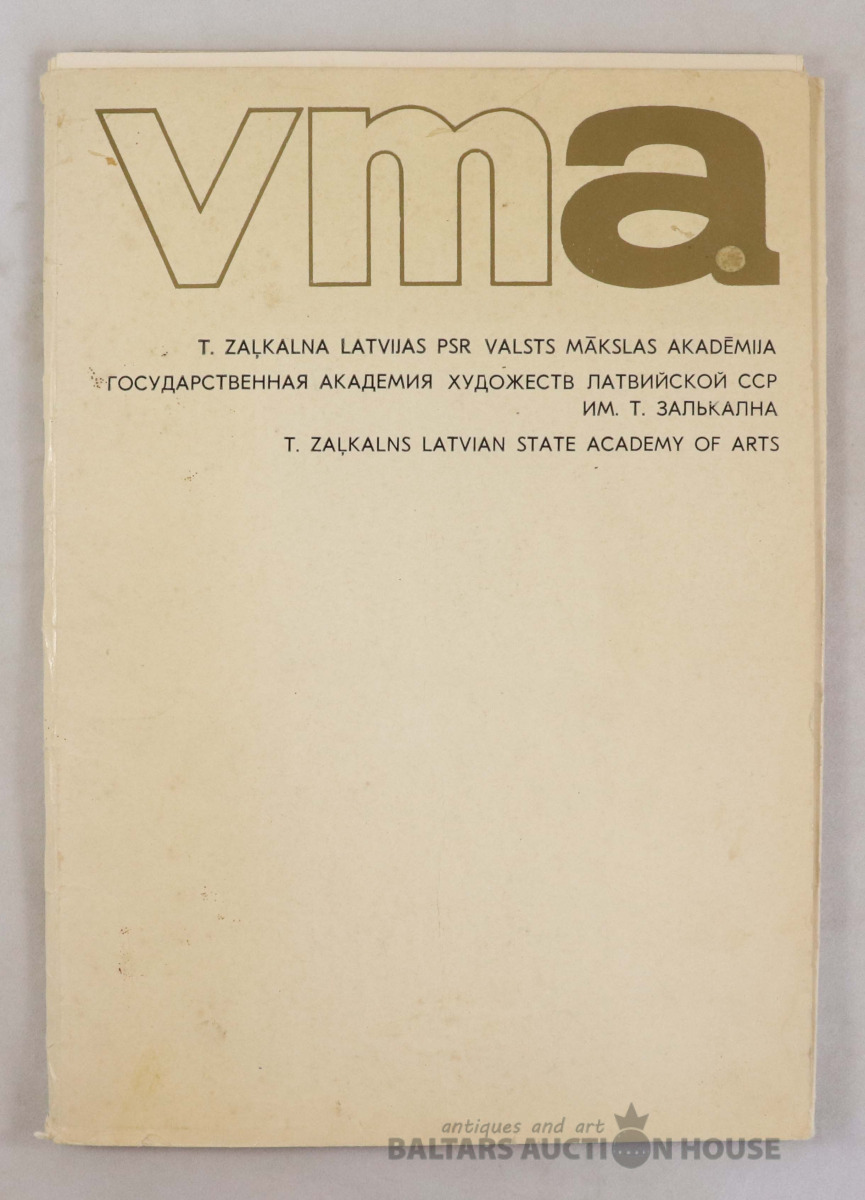 vma
T. ZAĻKALNA LATVIJAS PSR VALSTS MĀKSLAS AKADĒMIJA
ГОСУДАРСТВЕННАЯ АКАДЕМИЯ ХУДОЖЕСТВ ЛАТВИЙСКОЙ ССР
ИМ. Т. ЗАЛЬКАЛНА
T. ZAĻKALNS LATVIAN STATE ACADEMY OF ARTS
antiques and art
BALTARS AUCTION HOUSE